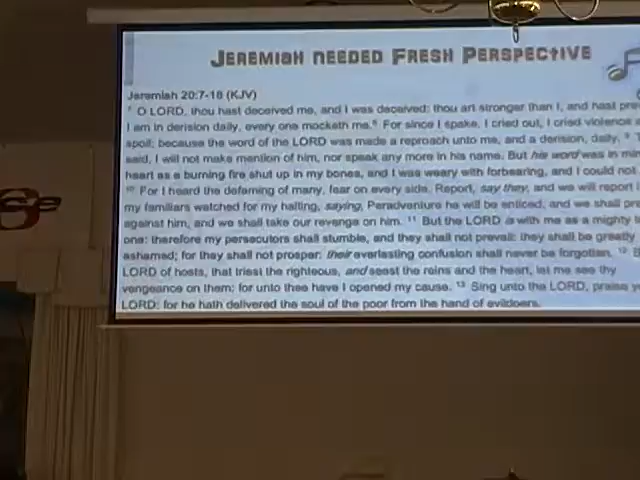 JEREMIAH NEEDED FRESH PERSPECTIVE
Jeremiah 20:7-18 (KJV)
7 O LORD, thou hast deceived me, and I was deceived: thou art stronger than I, and hast
I am in derision daily, every one mocketh me. 8 For since I spake, I cried out, I cried violence
spoil; because the word of the LORD was made a reproach unto me, and a derision, daily.
said, I will not make mention of him, nor speak any more in his name. But his word was in
heart as a burning fire shut up in my bones, and I was weary with forbearing, and I could not
10 For I heard the defaming of many, fear on every side. Report, say they, and we will report
my familiars watched for my halting, saying, Peradventure he will be enticed, and we shall
against him, and we shall take our revenge on him. 11 But the LORD is with me as a mighty
one: therefore my persecutors shall stumble, and they shall not prevail: they shall be greatly
ashamed; for they shall not prosper: their everlasting confusion shall never be forgotten. 12
LORD of hosts, that triest the righteous, and seest the reins and the heart, let me see thy
vengeance on them: for unto thee have I opened my cause. 13 Sing unto the LORD, praise
LORD: for he hath delivered the soul of the poor from the hand of evildoers.